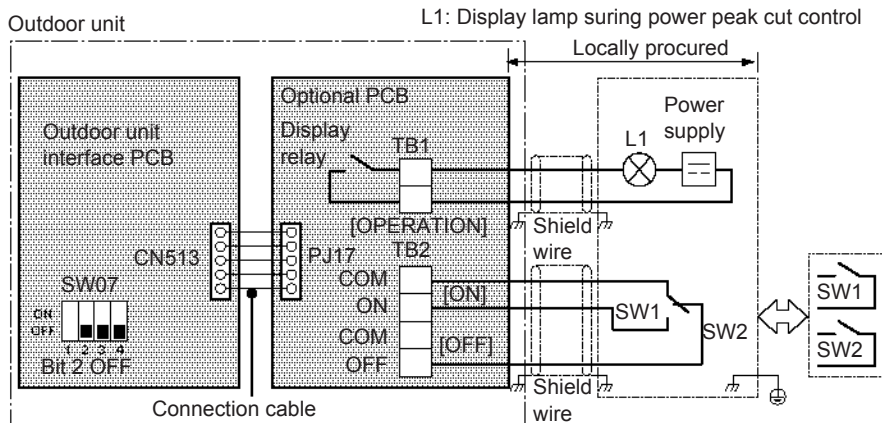 L1: Display lamp suring power peak cut control
Outdoor unit
Locally procured
Outdoor unit
interface PCB
Optional PCB
Display
relay
TB1
L1
Power
supply
[OPERATION]
Shield
wire
CN513
PJ17
TB2
COM
[ON]
ON
COM
[OFF]
OFF
SW1
SW2
SW1
SW2
SW07
ON
OFF
1 2 3 4
Bit 2 OFF
Shield
wire
Connection cable